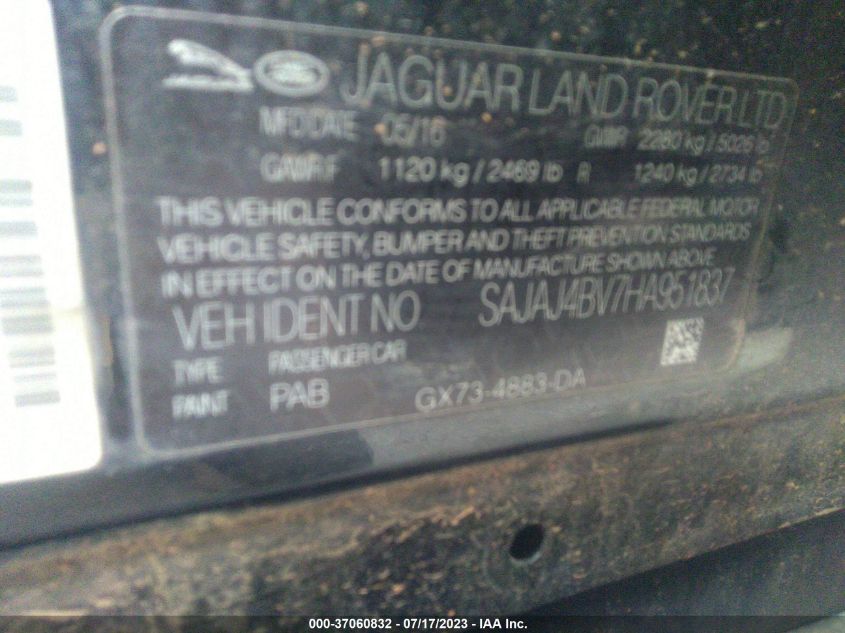 JAGUAR LAND ROVER LTD
MFD DATE 05/16 GVWR 2280 kg / 5026 lb
GAWR F 1120 kg / 2469 lb R 1240 kg / 2734 lb
THIS VEHICLE CONFORMS TO ALL APPLICABLE FEDERAL MOTOR
VEHICLE SAFETY, BUMPER AND THEFT PREVENTION STANDARDS
IN EFFECT ON THE DATE OF MANUFACTURE SHOWN ABOVE
VEH IDENT NO SAJAJ4BV7HA951837
TYPE PASSENGER CAR
PAINT PAB GX73-4883-DA
000-37060832 - 07/17/2023 - IAA Inc.